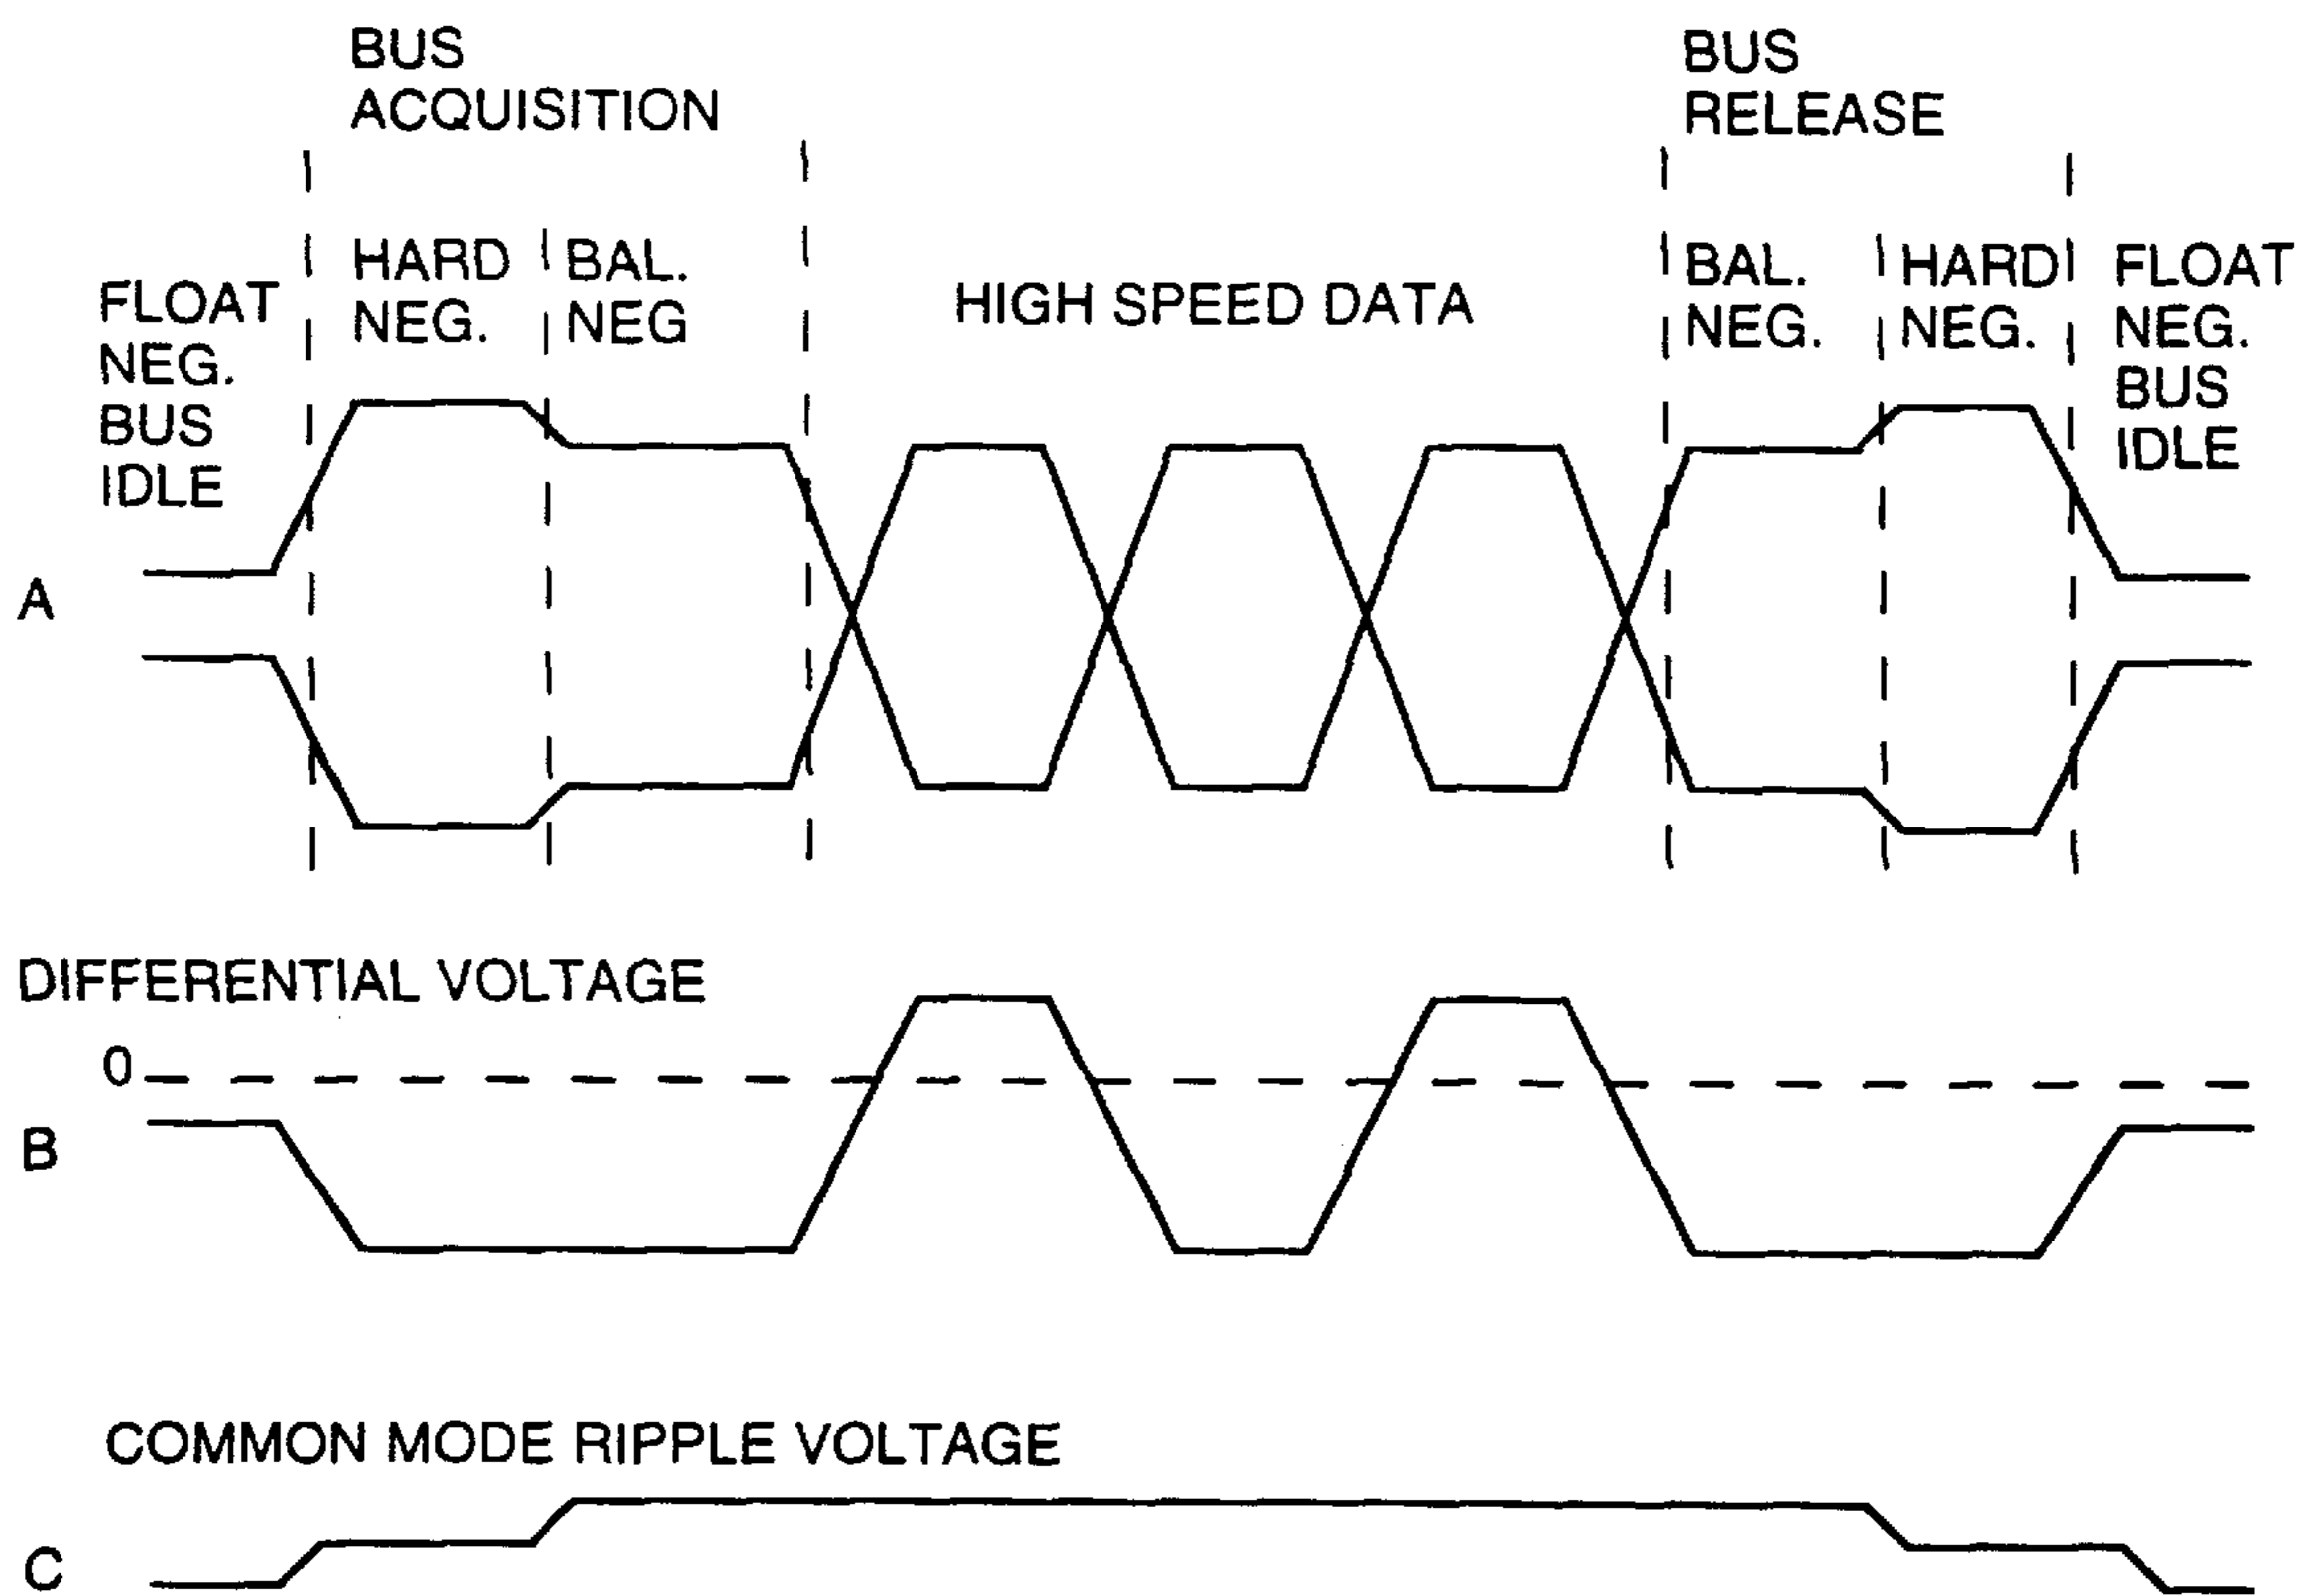 BUS
ACQUISITION
BUS
RELEASE
FLOAT
NEG.
BUS
IDLE
HARD
NEG.
BAL.
NEG
HIGH SPEED DATA
BAL.
NEG.
HARD
NEG.
FLOAT
NEG.
BUS
IDLE
A
DIFFERENTIAL VOLTAGE
0
B
COMMON MODE RIPPLE VOLTAGE
C